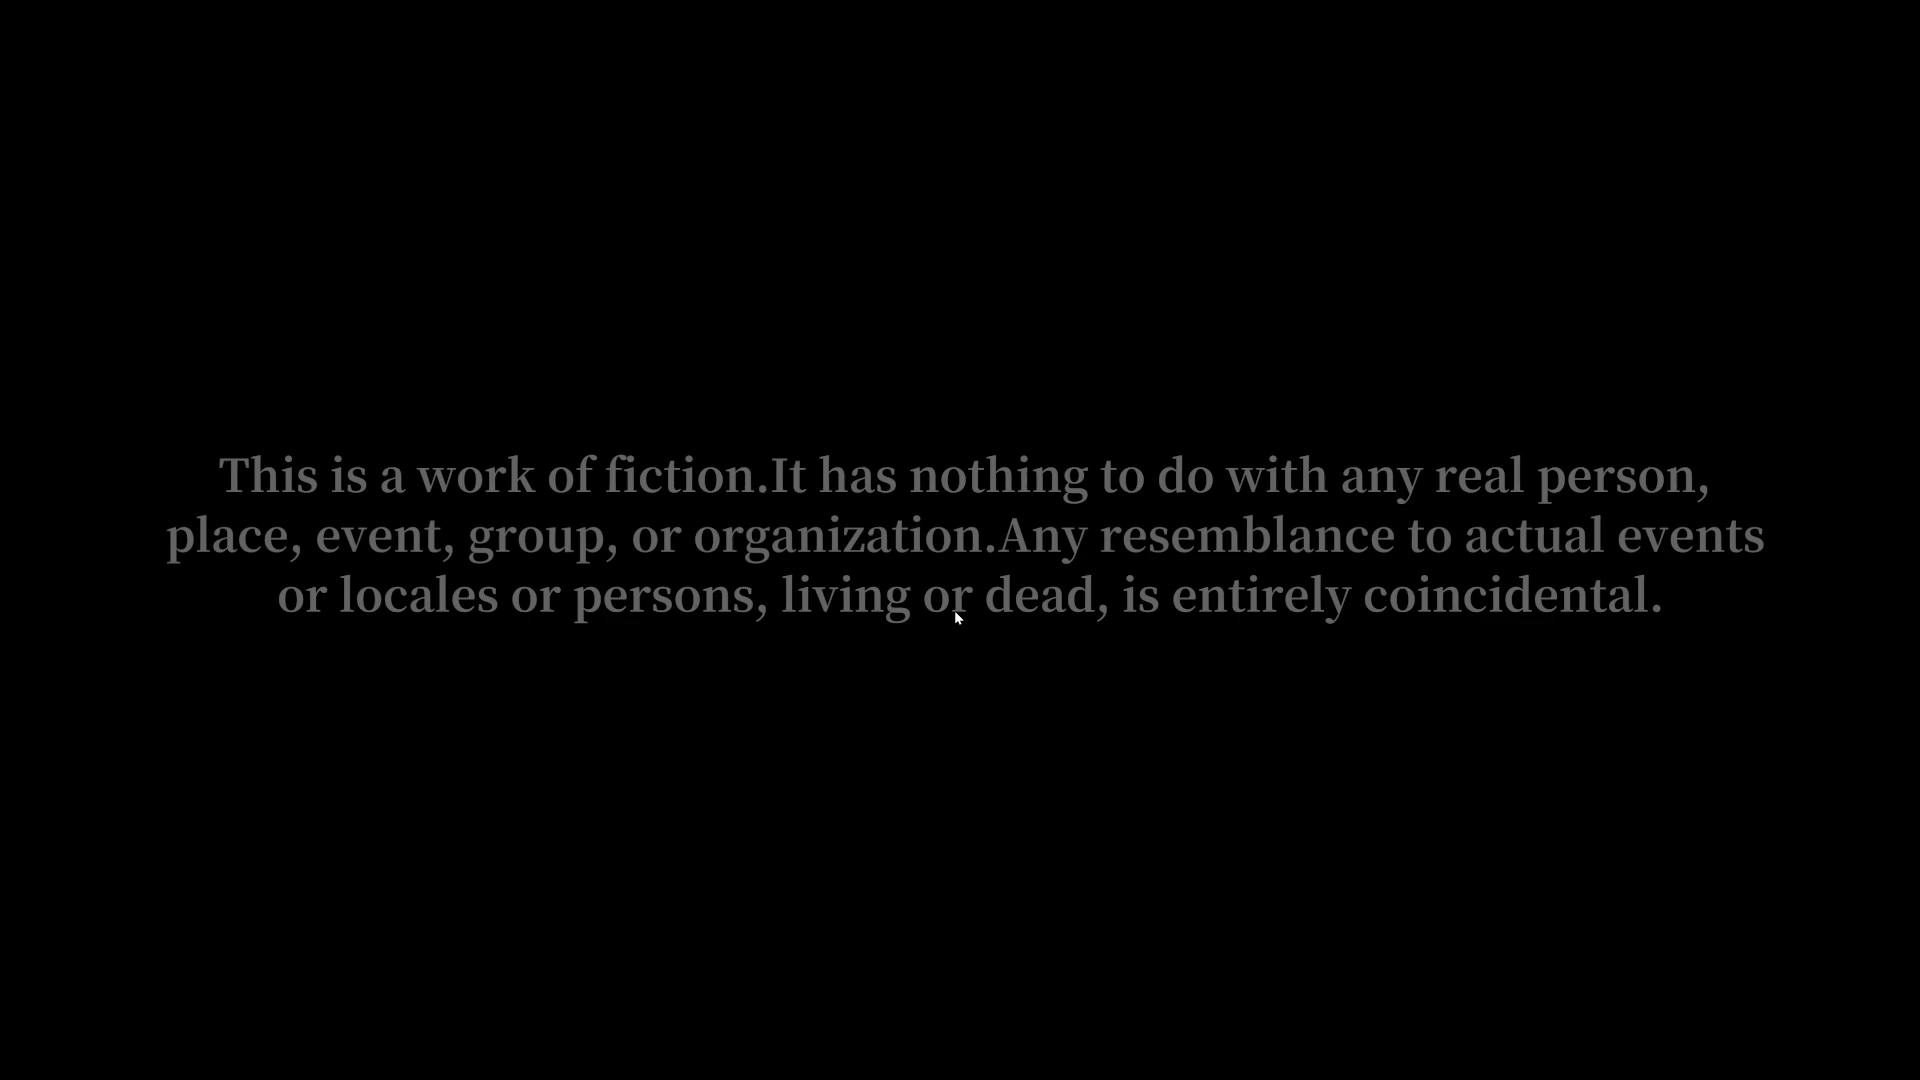 This is a work of fiction.It has nothing to do with any real person,
place, event, group, or organization.Any resemblance to actual events
or locales or persons, living or dead, is entirely coincidental.